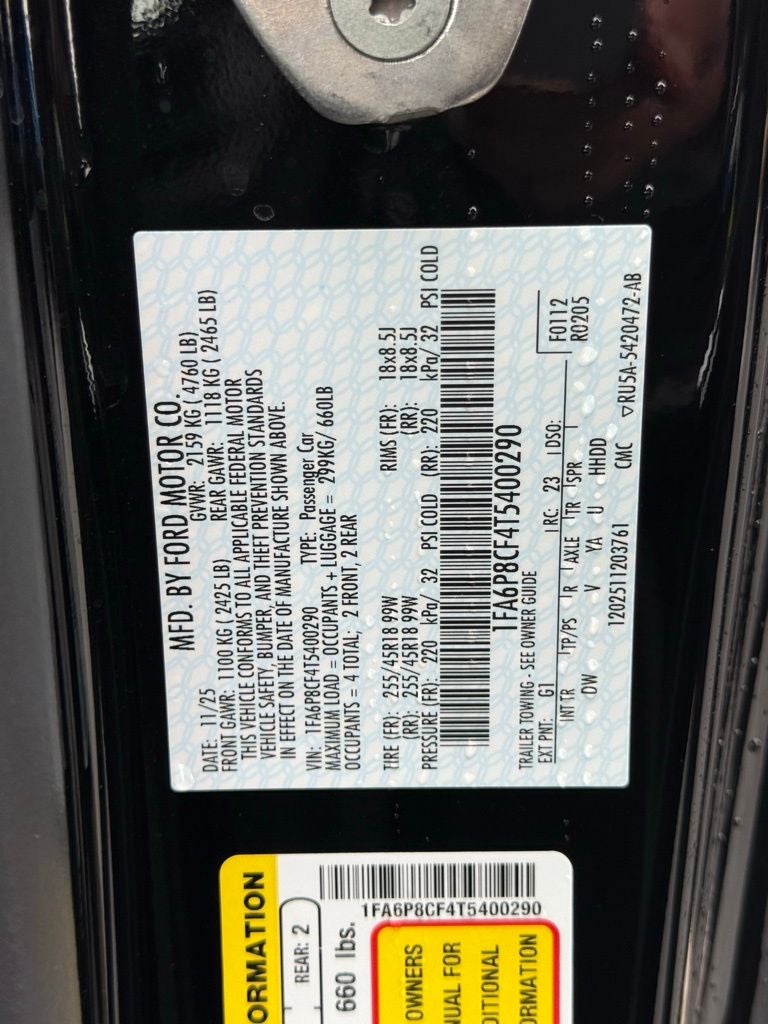 MFD. BY FORD MOTOR CO.
DATE: 11/25 GVWR: 2159 KG ( 4760 LB)
FRONT GAWR: 1100 KG ( 2425 LB) REAR GAWR: 1118 KG ( 2465 LB)
THIS VEHICLE CONFORMS TO ALL APPLICABLE FEDERAL MOTOR
VEHICLE SAFETY, BUMPER, AND THEFT PREVENTION STANDARDS
IN EFFECT ON THE DATE OF MANUFACTURE SHOWN ABOVE.
VIN: 1FA6P8CF4T5400290 TYPE: Passenger Car
MAXIMUM LOAD = OCCUPANTS + LUGGAGE = 299KG/ 660LB
OCCUPANTS = 4 TOTAL; 2 FRONT, 2 REAR
TIRE (FR): 255/45R18 99W RIMS (FR): 18x8.5J
(RR): 255/45R18 99W (RR): 18x8.5J
PRESSURE (FR): 220 kPa/ 32 PSI COLD (RR): 220 kPa/ 32 PSI COLD
1FA6P8CF4T5400290
TRAILER TOWING - SEE OWNER GUIDE F0112
EXT PNT: G1 RC: 23 DSO: R0205
INT TR TP/PS R AXLE TR SPR
DW V YA U HHDD
1202511203761 CMC ▽RU5A-5420472-AB
ORMATION
REAR: 2
660 lbs.
1FA6P8CF4T5400290
OWNERS
NUAL FOR
DITIONAL
ORMATION